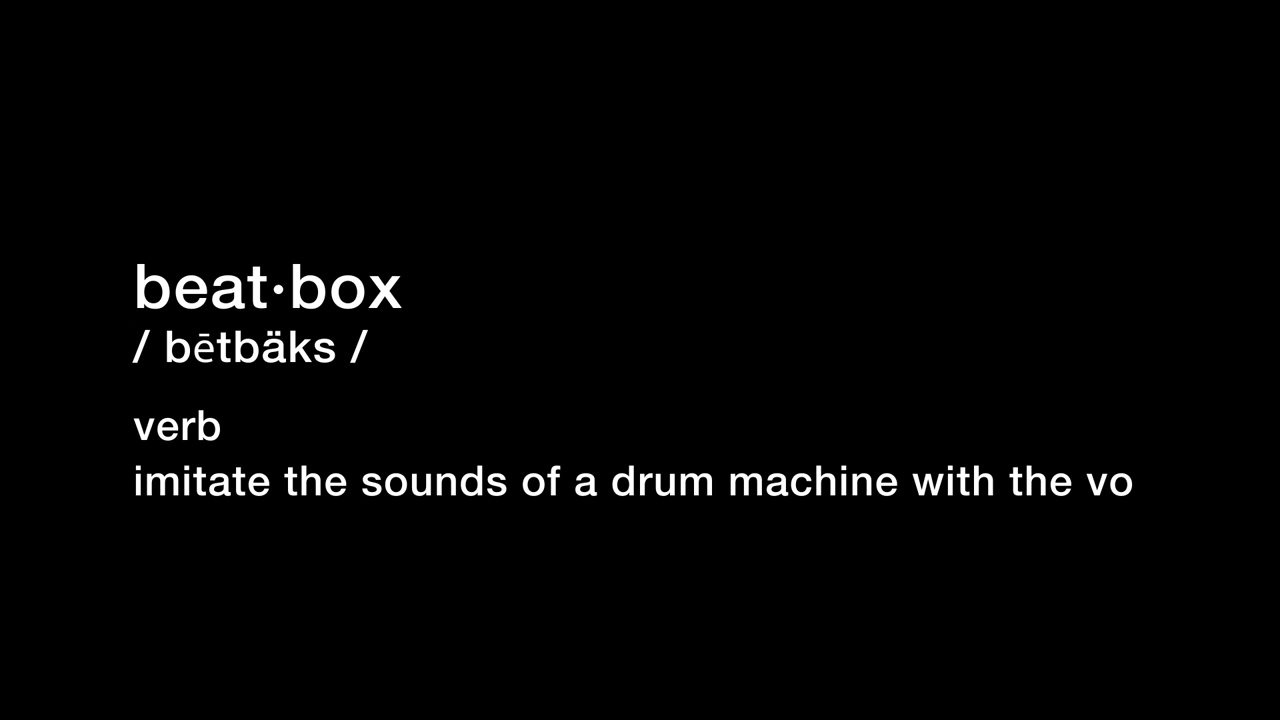 beat·box
/ bētbäks /
verb
imitate the sounds of a drum machine with the vo